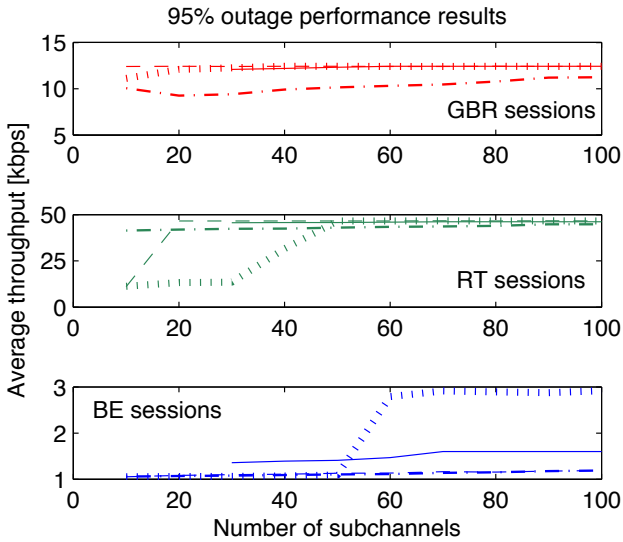 95% outage performance results
Average throughput [kbps]
15
10
5
0 20 40 60 80 100
GBR sessions
50
25
0
0 20 40 60 80 100
RT sessions
3
2
1
0 20 40 60 80 100
BE sessions
Number of subchannels